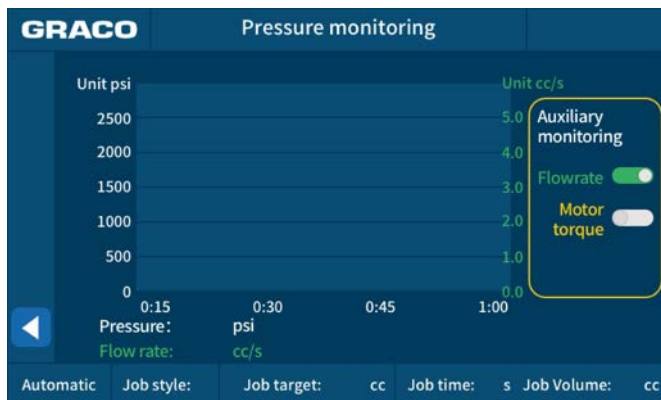 GRACO Pressure monitoring
Unit psi Unit cc/s
2500 5.0 Auxiliary
monitoring
2000 4.0
1500 3.0 Flowrate
1000 2.0 Motor
torque
500 1.0
0 0.0
0:15 0:30 0:45 1:00
Pressure: psi
Flow rate: cc/s
Automatic Job style: Job target: cc Job time: s Job Volume: cc